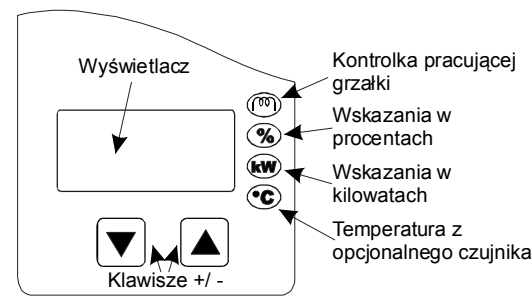 Wyświetlacz
Kontrolka pracującej
grzałki
%
Wskazania w
procentach
kW
Wskazania w
kilowatach
°C
Temperatura z
opcjonalnego czujnika
Klawisze +/ -